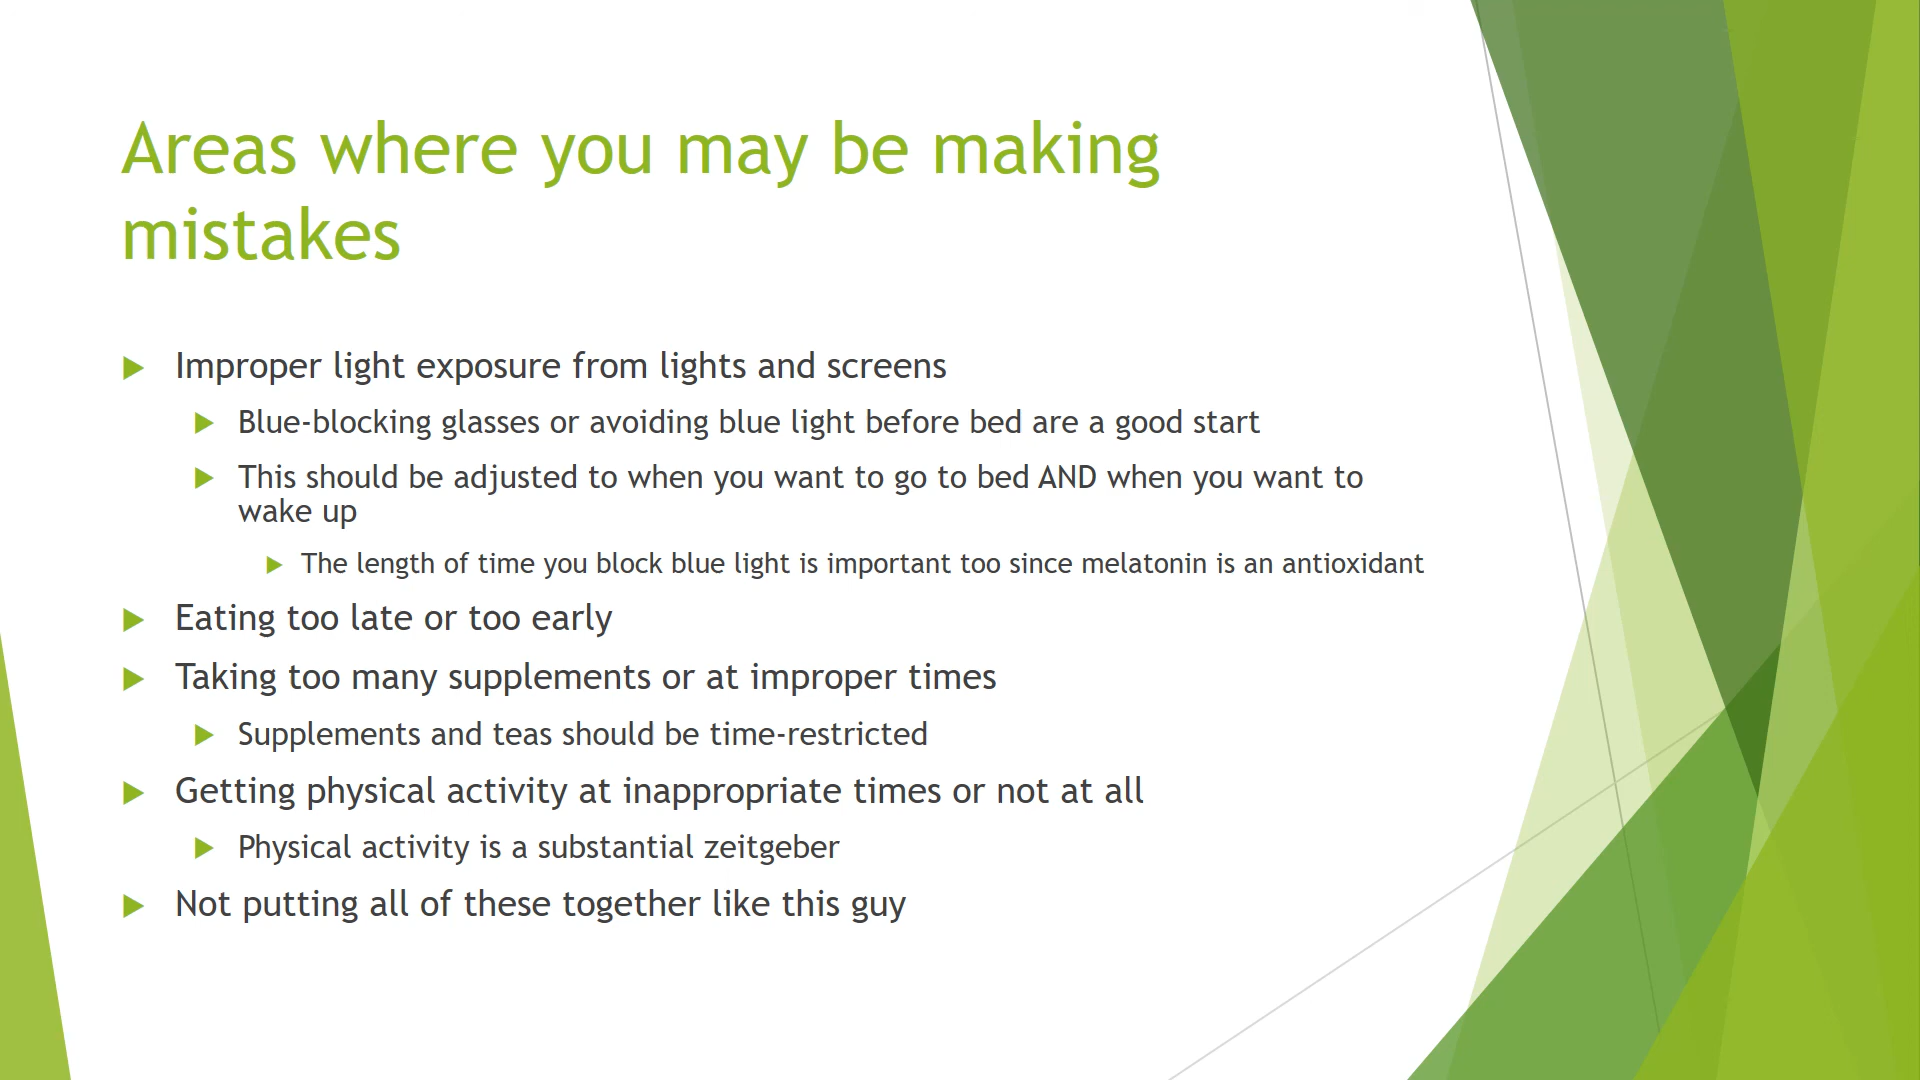 Areas where you may be making
mistakes
Improper light exposure from lights and screens
Blue-blocking glasses or avoiding blue light before bed are a good start
This should be adjusted to when you want to go to bed AND when you want to
wake up
The length of time you block blue light is important too since melatonin is an antioxidant
Eating too late or too early
Taking too many supplements or at improper times
Supplements and teas should be time-restricted
Getting physical activity at inappropriate times or not at all
Physical activity is a substantial zeitgeber
Not putting all of these together like this guy